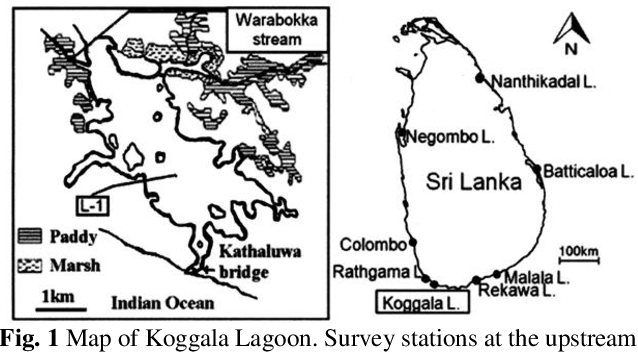 Warabokka
stream
L-1
Paddy
Marsh
Kathaluwa
bridge
1km
Indian Ocean
N
Nanthikadal L.
Negombo L.
Batticaloa L.
Sri Lanka
Colombo
100km
Rathgama L.
Malala L.
Rekawa L.
Koggala L.
Fig. 1 Map of Koggala Lagoon. Survey stations at the upstream